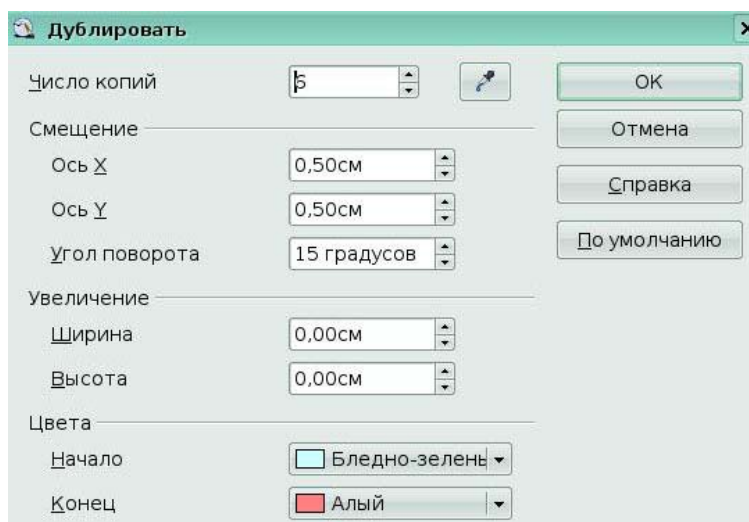 Дублировать
Число копий 6 OK
Смещение Отмена
Ось X 0,50см
Ось Y 0,50см Справка
Угол поворота 15 градусов По умолчанию
Увеличение
Ширина 0,00см
Высота 0,00см
Цвета
Начало Бледно-зелень
Конец Алый